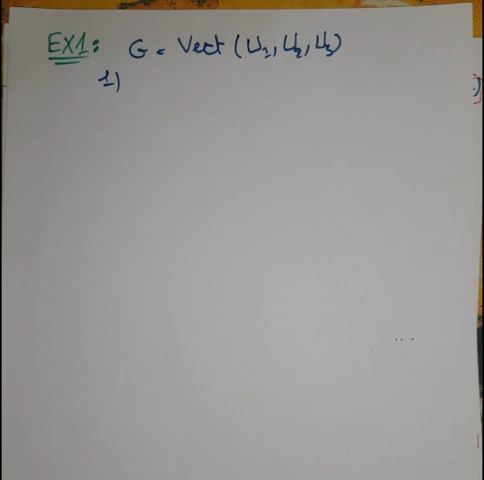 EX1: G = Vect (U1, U2, U3)
1)